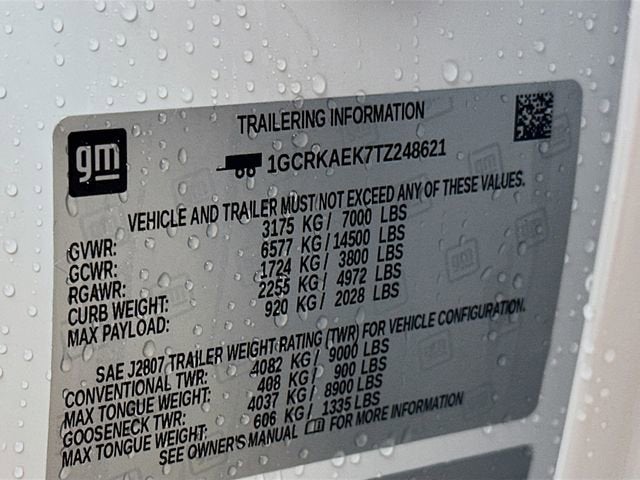 gm
TRAILERING INFORMATION
1GCRKAEK7TZ248621
VEHICLE AND TRAILER MUST NOT EXCEED ANY OF THESE VALUES.
GVWR: 3175 KG/ 7000 LBS
GCWR: 6577 KG/ 14500 LBS
RGAWR: 1724 KG/ 3800 LBS
CURB WEIGHT: 2255 KG/ 4972 LBS
MAX PAYLOAD: 920 KG/ 2028 LBS
SAE J2807 TRAILER WEIGHT RATING (TWR) FOR VEHICLE CONFIGURATION.
CONVENTIONAL TWR: 4082 KG/ 9000 LBS
MAX TONGUE WEIGHT: 408 KG/ 900 LBS
GOOSENECK TWR: 4037 KG/ 8900 LBS
MAX TONGUE WEIGHT: 606 KG/ 1335 LBS
SEE OWNER'S MANUAL FOR MORE INFORMATION